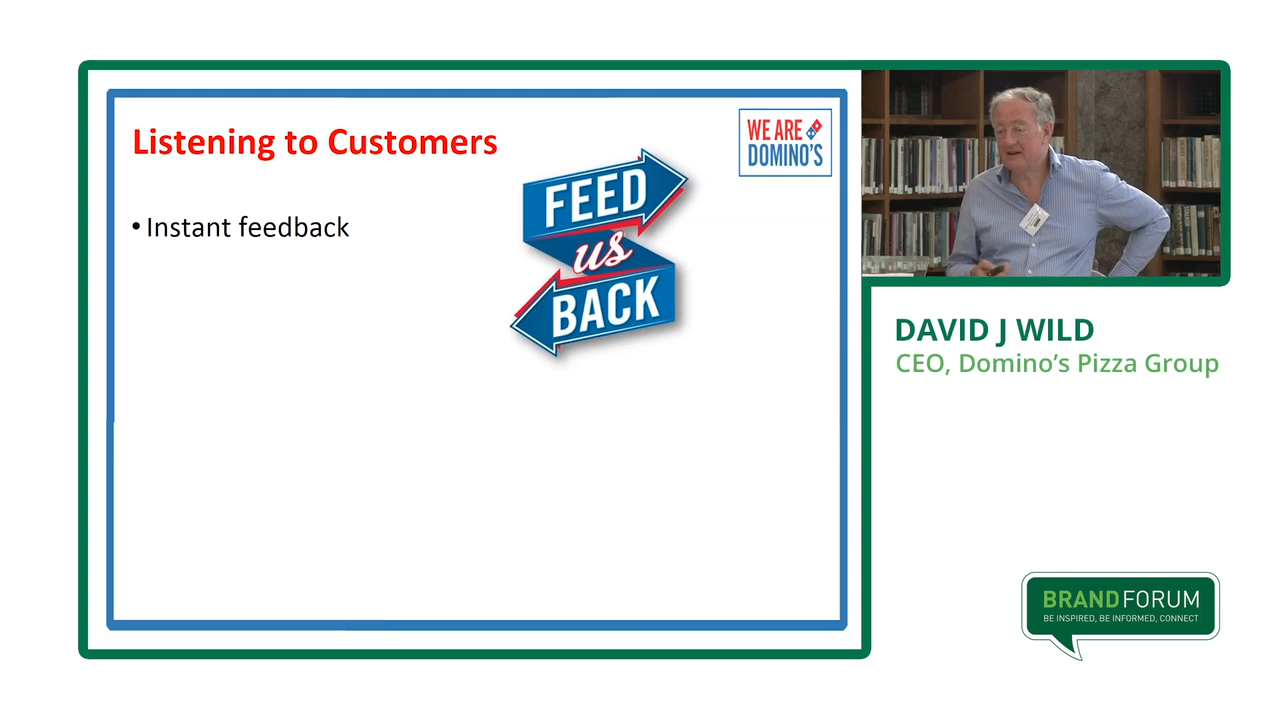 Listening to Customers
WE ARE
DOMINO'S
• Instant feedback
FEED
us
BACK
DAVID J WILD
CEO, Domino’s Pizza Group
BRANDFORUM
BE INSPIRED, BE INFORMED, CONNECT